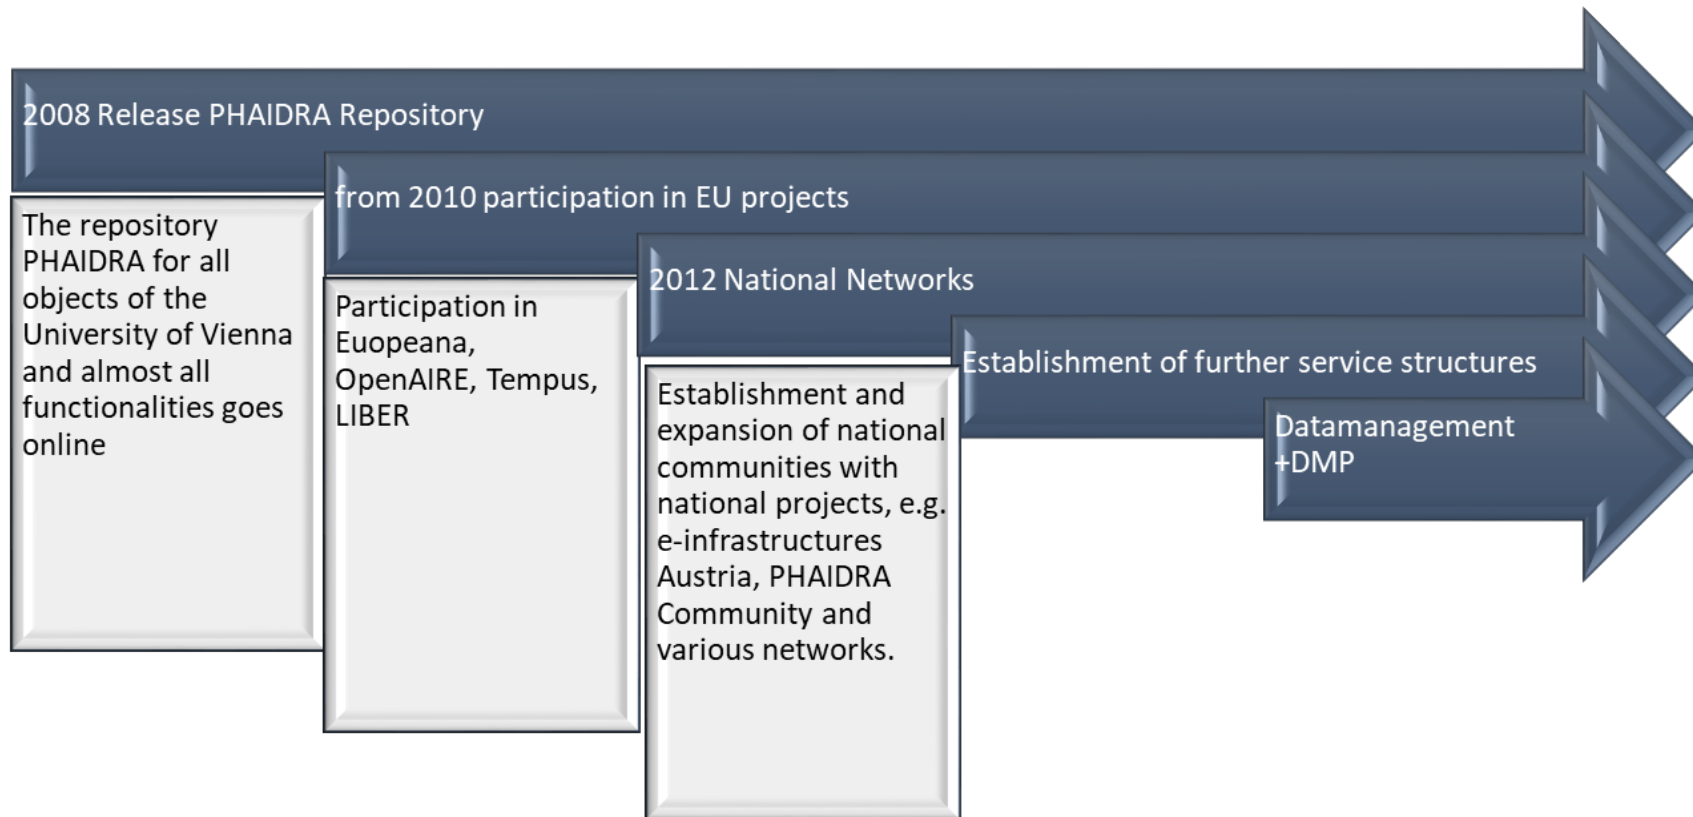 2008 Release PHAIDRA Repository
The repository
PHAIDRA for all
objects of the
University of Vienna
and almost all
functionalities goes
online
from 2010 participation in EU projects
Participation in
Euopeana,
OpenAIRE, Tempus,
LIBER
2012 National Networks
Establishment and
expansion of national
communities with
national projects, e.g.
e-infrastructures
Austria, PHAIDRA
Community and
various networks.
Establishment of further service structures
Datamanagement
+DMP